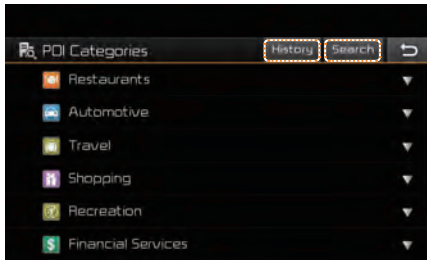 POI Categories History Search
Restaurants
Automotive
Travel
Shopping
Recreation
Financial Services